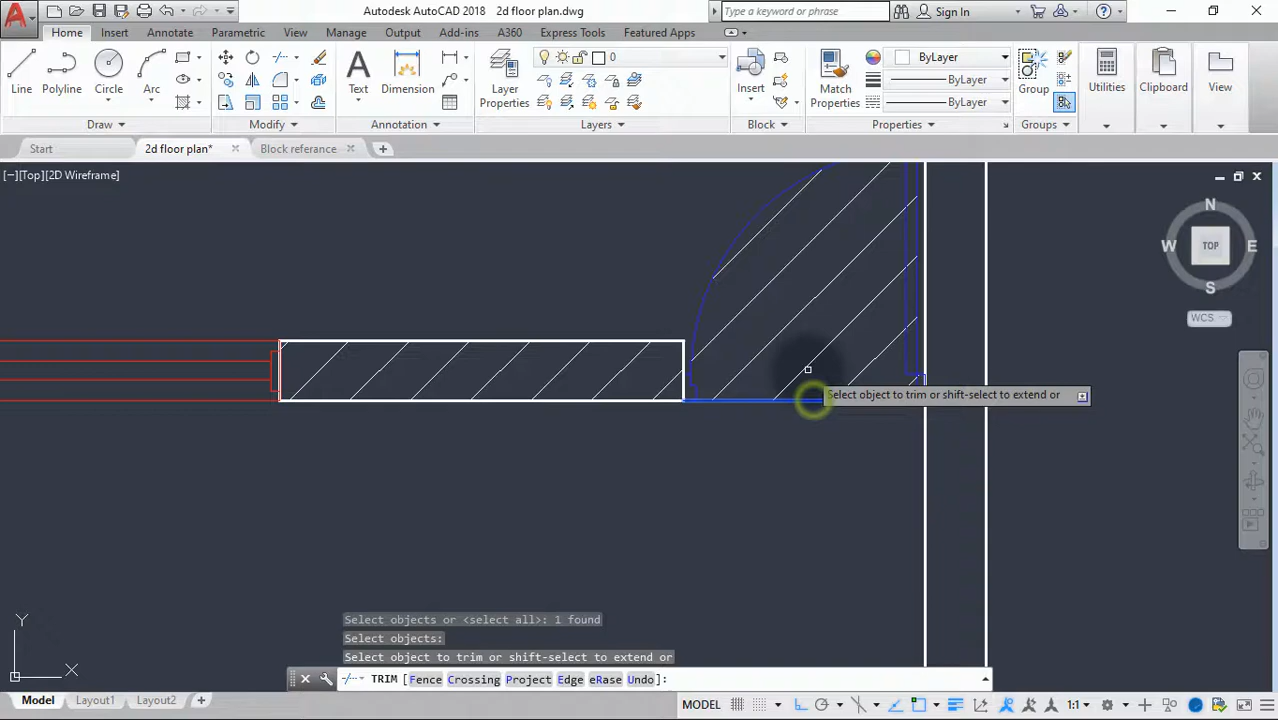 A Autodesk AutoCAD 2018 2d floor plan.dwg Type a keyword or phrase Sign In
Home Insert Annotate Parametric View Manage Output Add-ins A360 Express Tools Featured Apps
Line Polyline Circle Arc
Draw
Modify
A Text Dimension
Annotation
Layer Properties
0
Layers
Insert
Block
Match Properties
ByLayer
ByLayer
ByLayer
Properties
Group
Groups
Utilities
Clipboard
View
Start 2d floor plan* Block referance
[−][Top][2D Wireframe]
N
W TOP E
S
WCS
Select object to trim or shift-select to extend or
Select objects or <select all>: 1 found
Select objects:
Select object to trim or shift-select to extend or
TRIM [Fence Crossing Project Edge eRase Undo]:
Y
X
Model Layout1 Layout2 MODEL 1:1